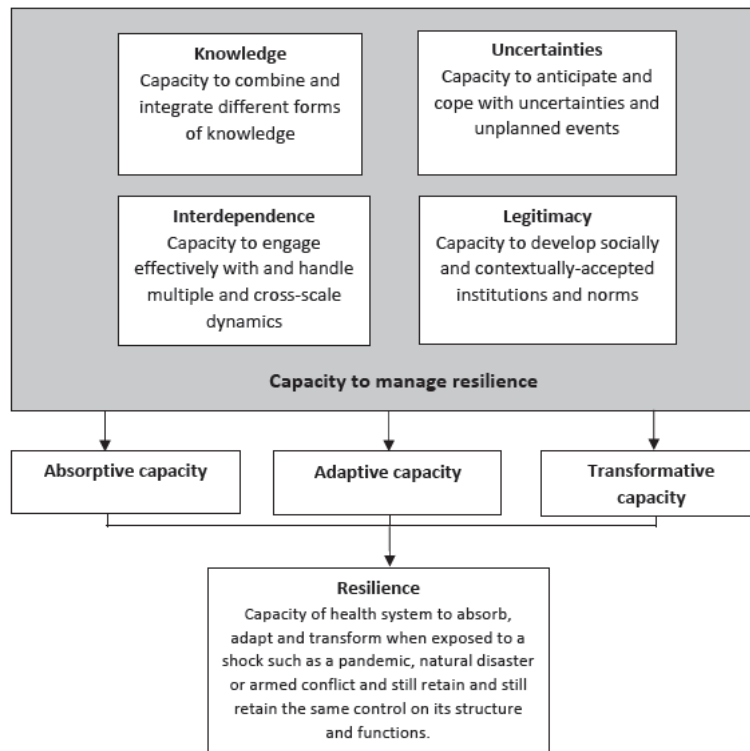 Knowledge
Capacity to combine and
integrate different forms
of knowledge
Uncertainties
Capacity to anticipate and
cope with uncertainties and
unplanned events
Interdependence
Capacity to engage
effectively with and handle
multiple and cross-scale
dynamics
Legitimacy
Capacity to develop socially
and contextually-accepted
institutions and norms
Capacity to manage resilience
Absorptive capacity
Adaptive capacity
Transformative
capacity
Resilience
Capacity of health system to absorb,
adapt and transform when exposed to a
shock such as a pandemic, natural disaster
or armed conflict and still retain and still
retain the same control on its structure
and functions.